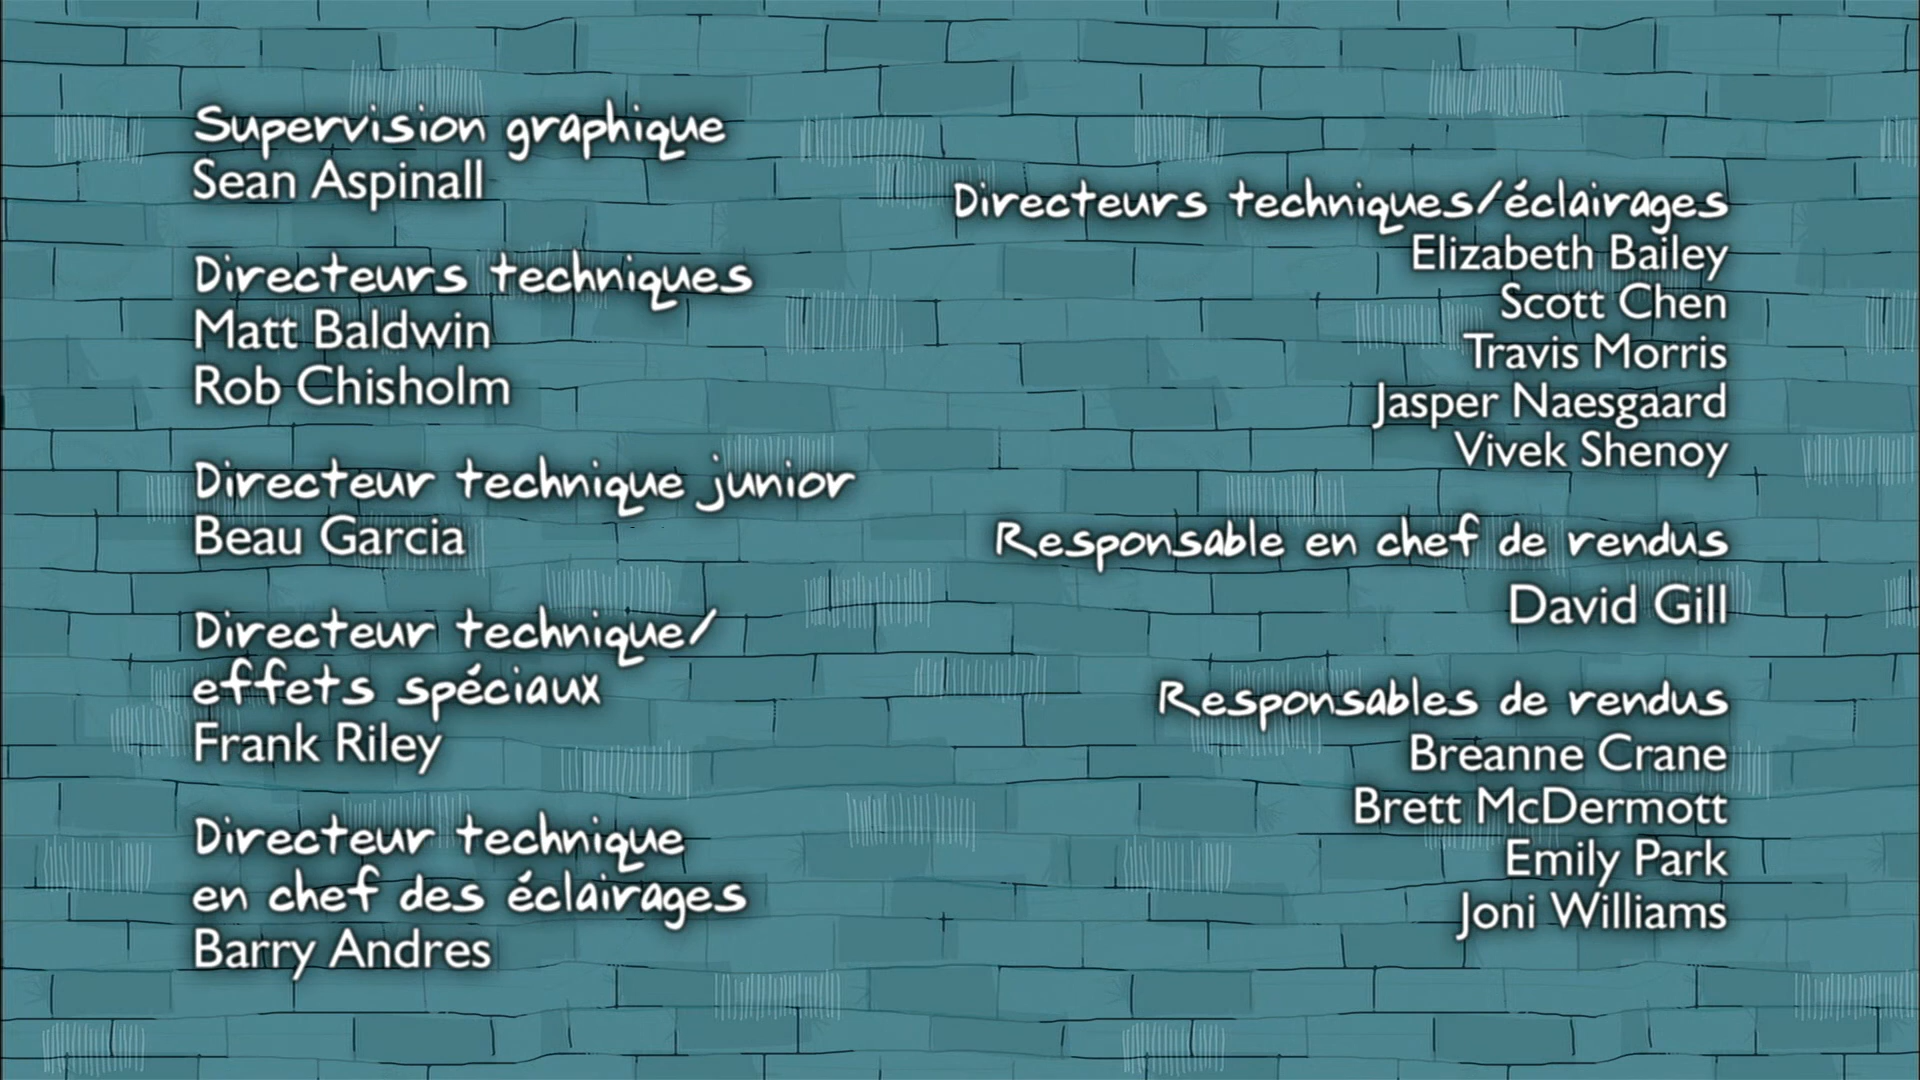 Supervision graphique
Sean Aspinall
Directeurs techniques
Matt Baldwin
Rob Chisholm
Directeur technique junior
Beau Garcia
Directeur technique/
effets spéciaux
Frank Riley
Directeur technique
en chef des éclairages
Barry Andres
Directeurs techniques/éclairages
Elizabeth Bailey
Scott Chen
Travis Morris
Jasper Naesgaard
Vivek Shenoy
Responsable en chef de rendus
David Gill
Responsables de rendus
Breanne Crane
Brett McDermott
Emily Park
Joni Williams